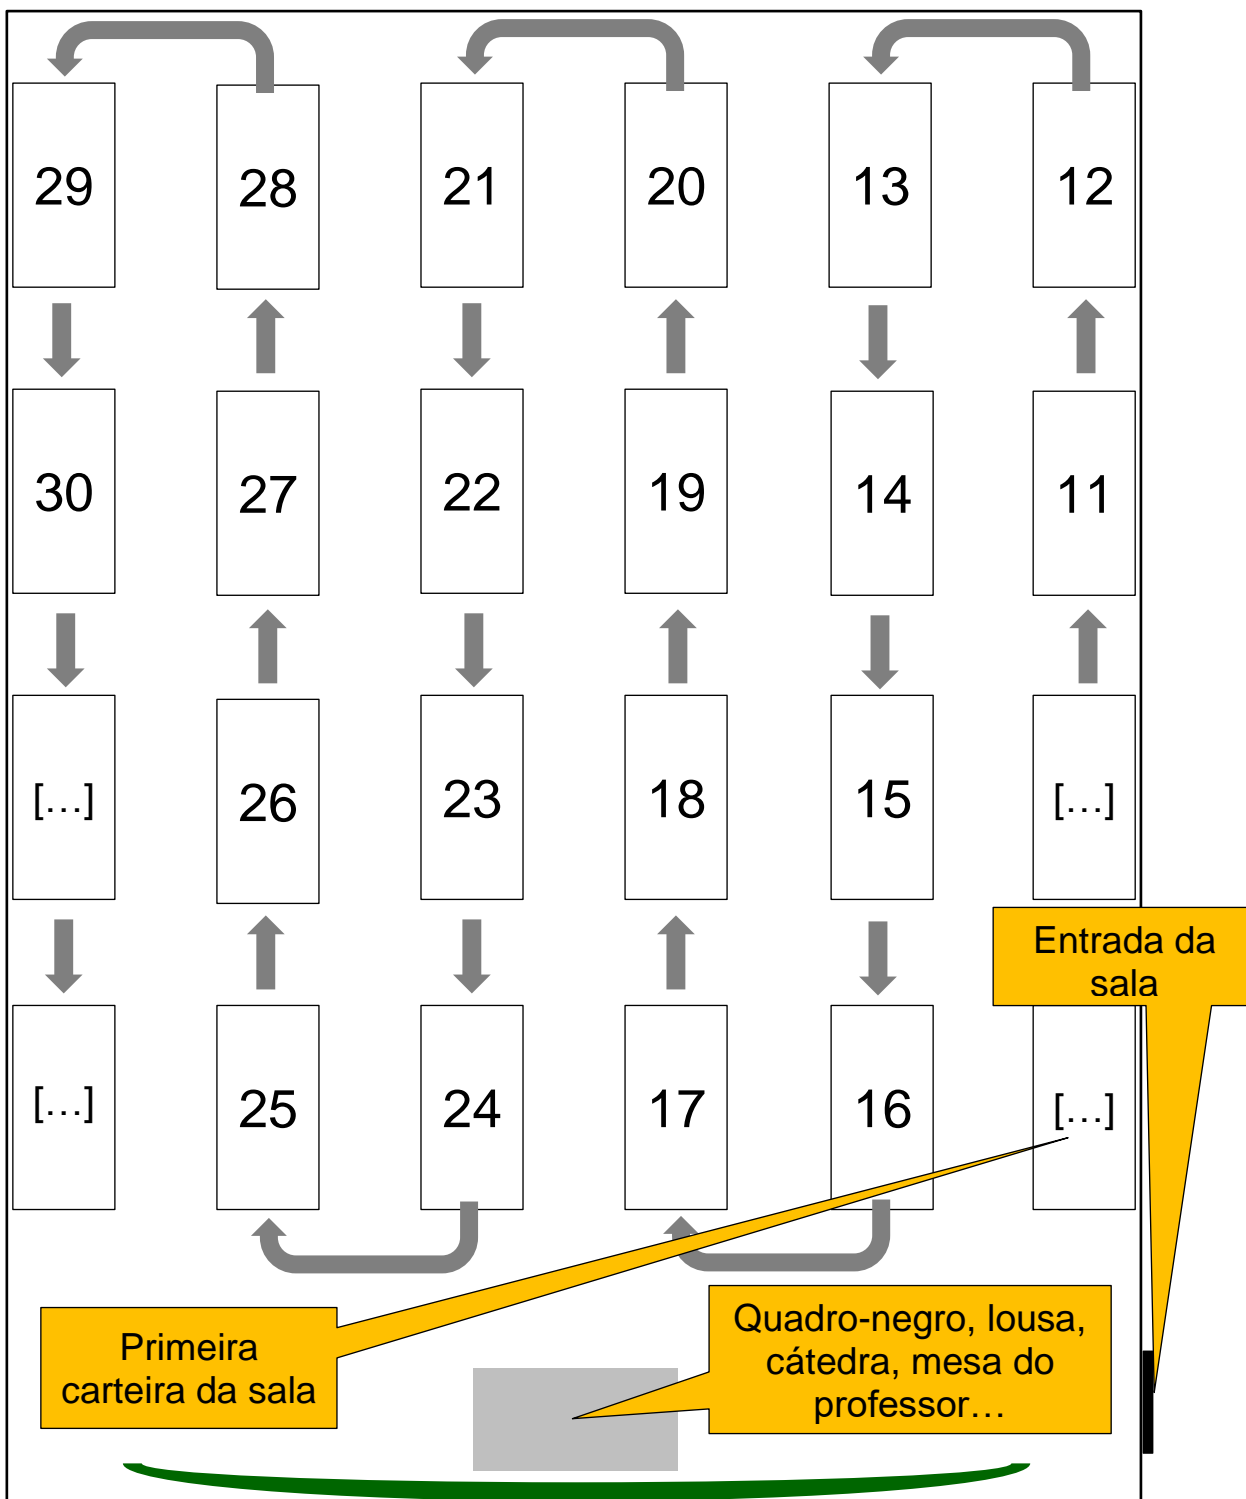 29 28 21 20 13 12
30 27 22 19 14 11
[…] 26 23 18 15 […]
Entrada da
sala
[…] 25 24 17 16 […]
Primeira
carteira da sala
Quadro-negro, lousa,
cátedra, mesa do
professor…